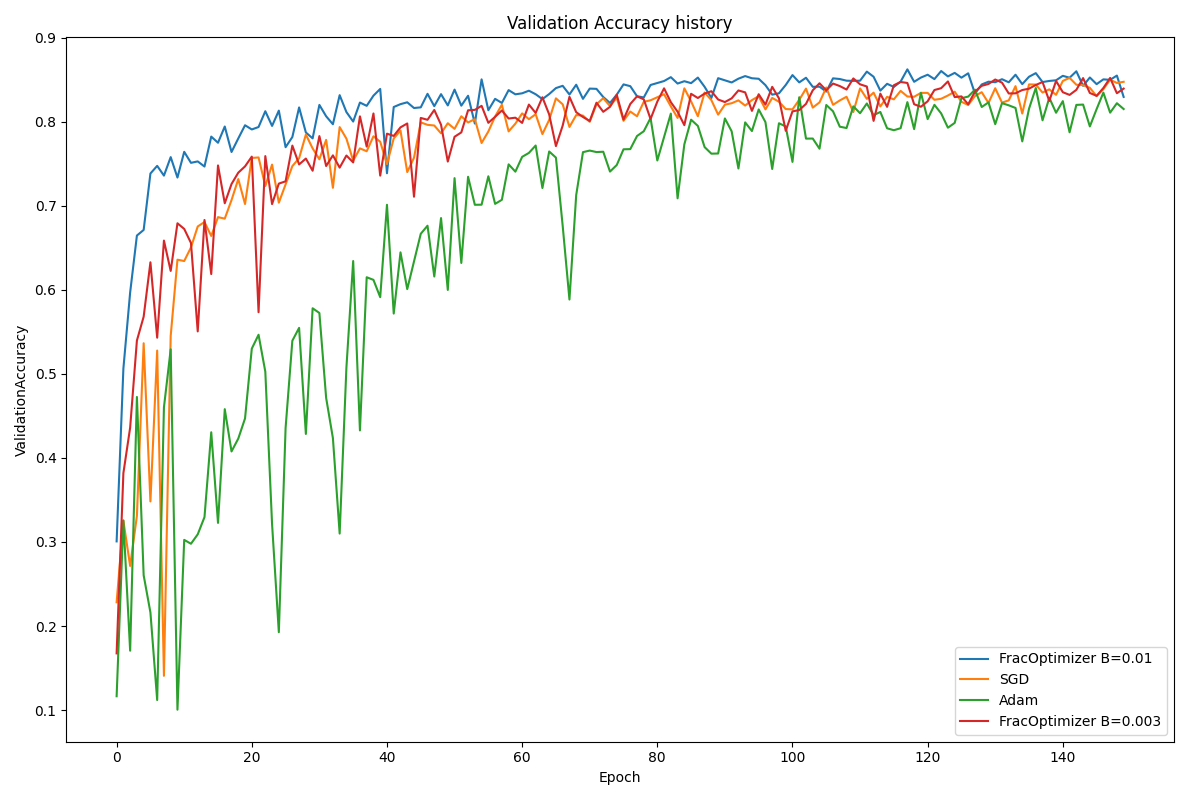 Validation Accuracy history
0.9
0.8
0.7
0.6
0.5
0.4
0.3
0.2
0.1
ValidationAccuracy
0 20 40 60 80 100 120 140
Epoch
FracOptimizer B=0.01
SGD
Adam
FracOptimizer B=0.003